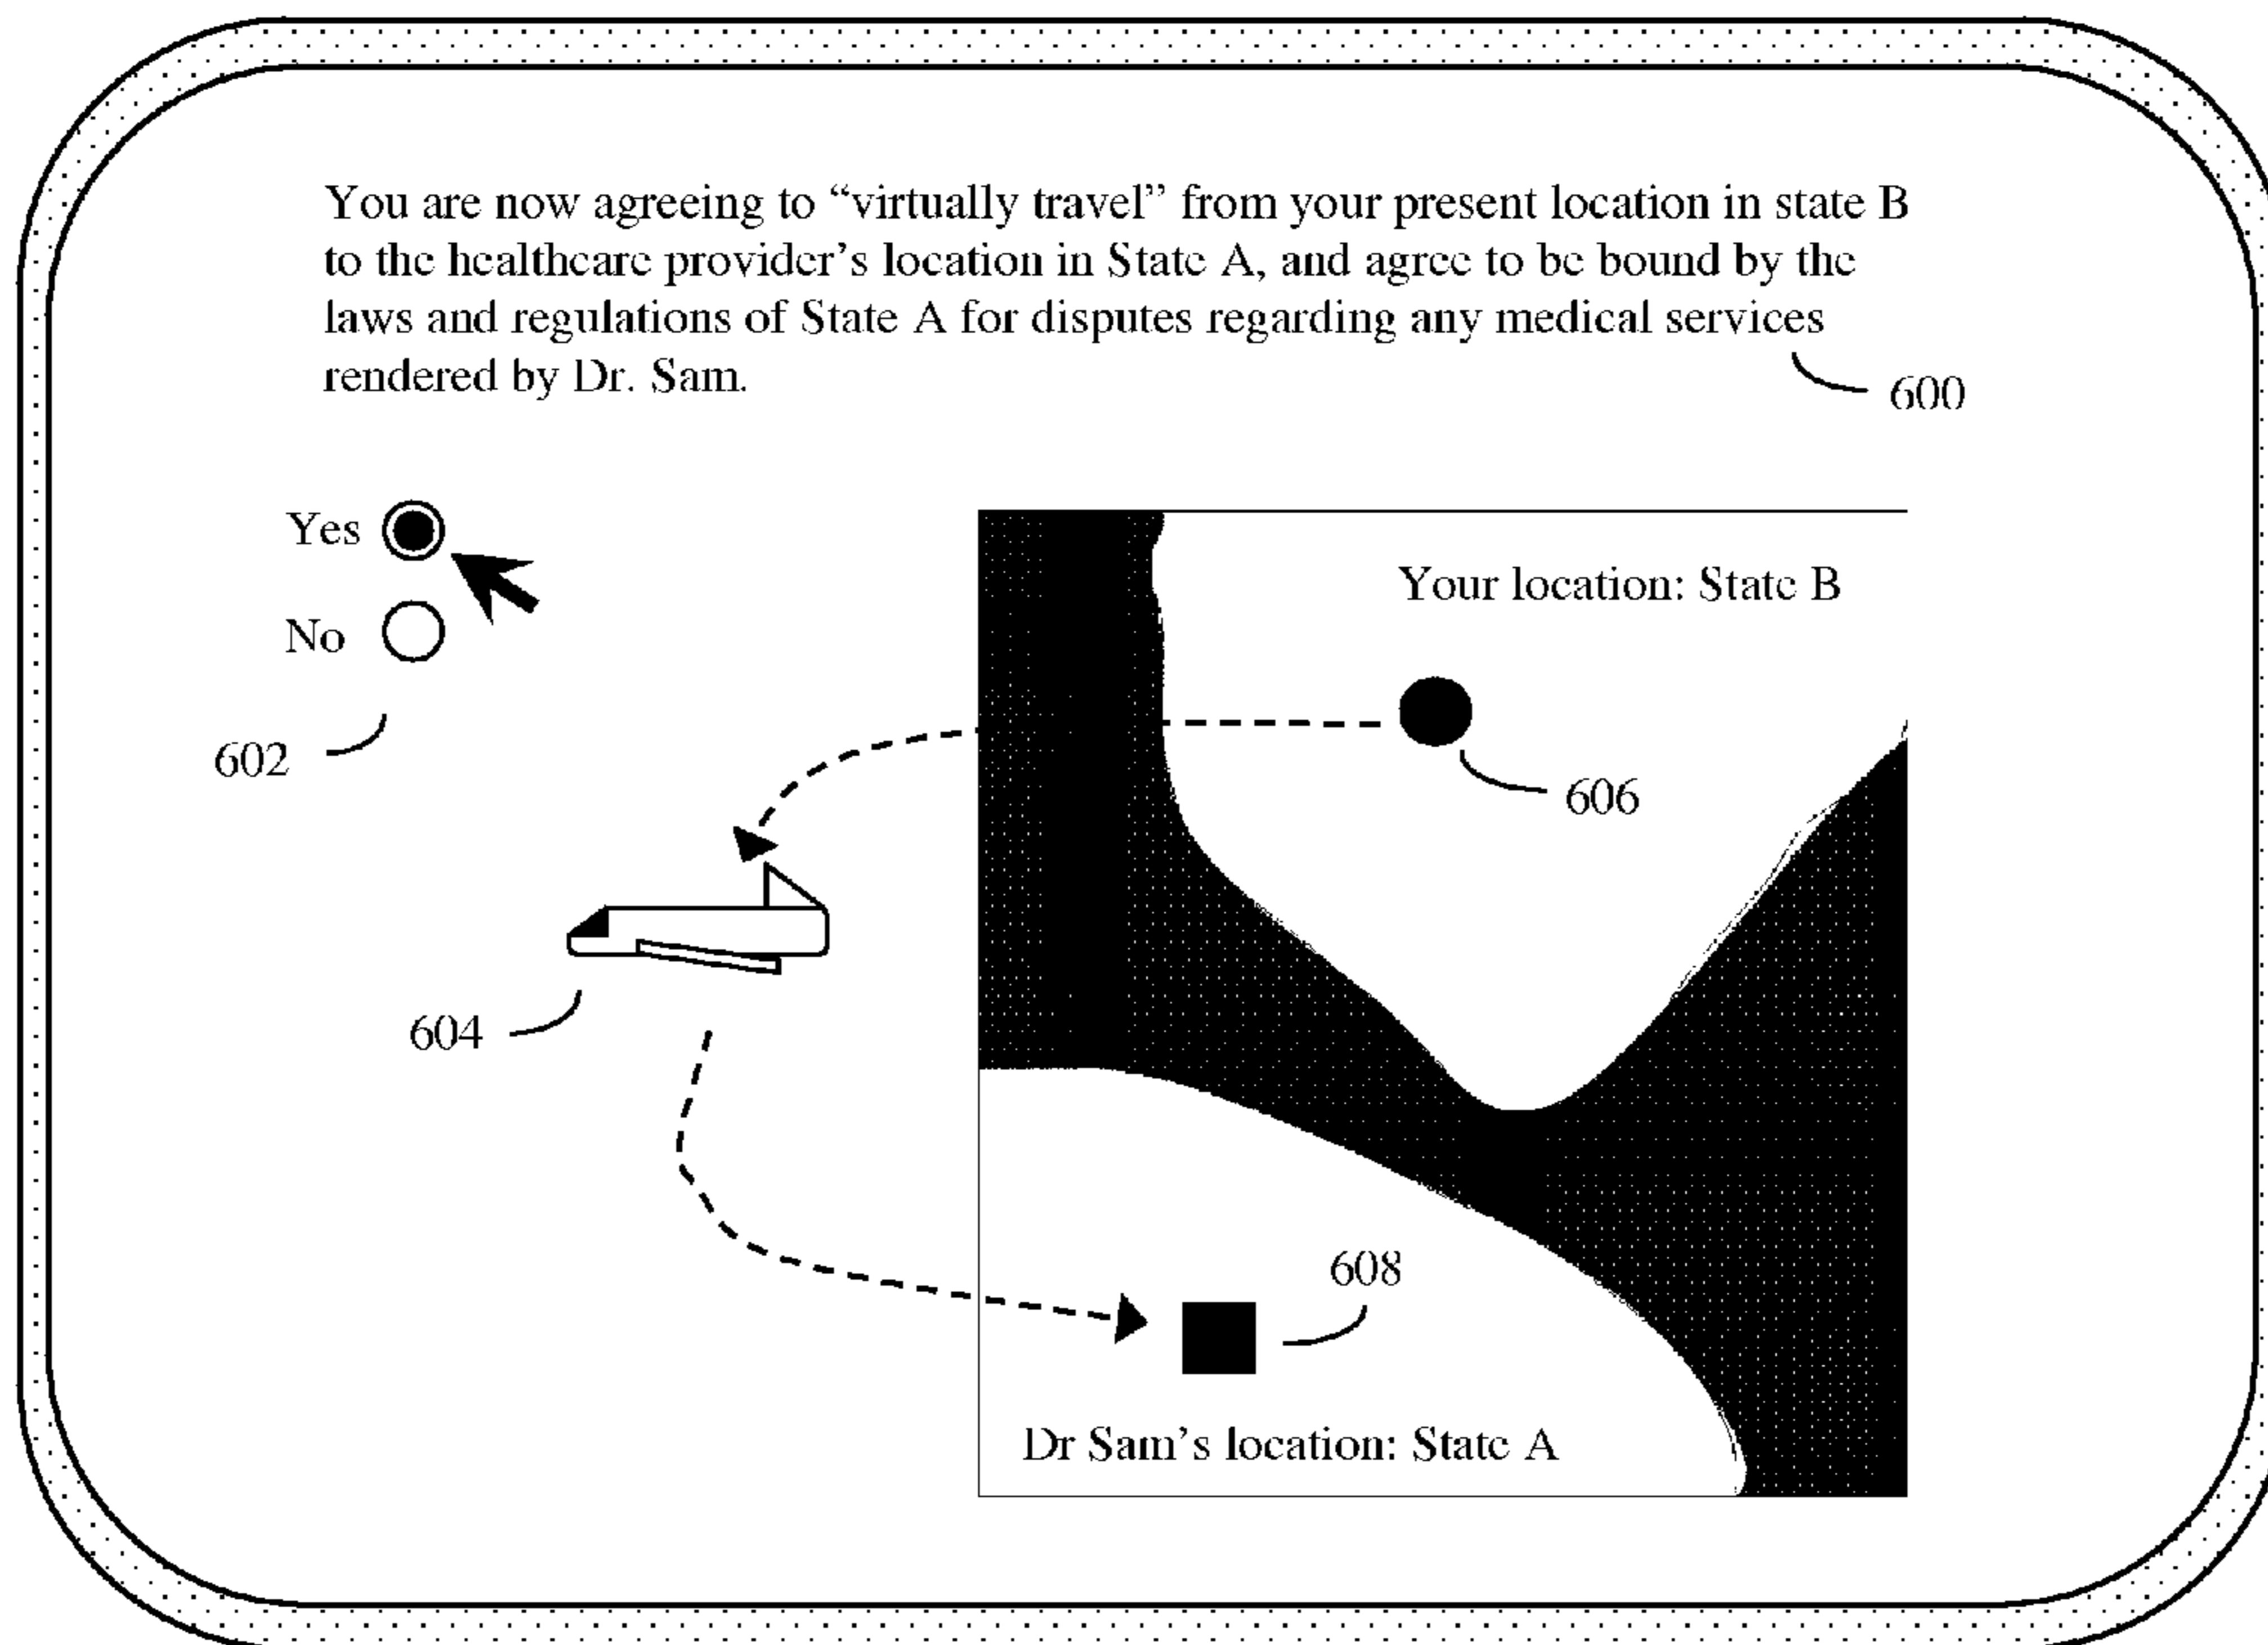 You are now agreeing to “virtually travel” from your present location in state B
to the healthcare provider’s location in State A, and agree to be bound by the
laws and regulations of State A for disputes regarding any medical services
rendered by Dr. Sam.
600
Yes
No
602
Your location: State B
606
604
608
Dr Sam’s location: State A